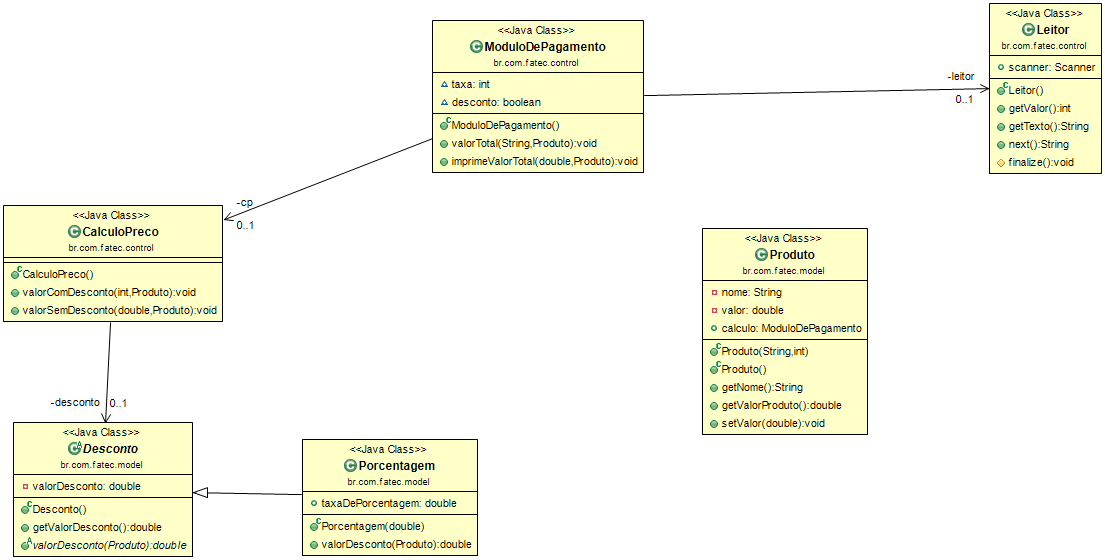 <<Java Class>>
ModuloDePagamento
br.com.fatec.control
taxa: int
desconto: boolean
ModuloDePagamento()
valorTotal(String,Produto):void
imprimeValorTotal(double,Produto):void
-leitor
0..1
<<Java Class>>
Leitor
br.com.fatec.control
scanner: Scanner
Leitor()
getValor():int
getTexto():String
next():String
finalize():void
-cp
0..1
<<Java Class>>
CalculoPreco
br.com.fatec.control
CalculoPreco()
valorComDesconto(int,Produto):void
valorSemDesconto(double,Produto):void
<<Java Class>>
Produto
br.com.fatec.model
nome: String
valor: double
calculo: ModuloDePagamento
Produto(String,int)
Produto()
getNome():String
getValorProduto():double
setValor(double):void
-desconto
0..1
<<Java Class>>
Desconto
br.com.fatec.model
valorDesconto: double
Desconto()
getValorDesconto():double
valorDesconto(Produto):double
<<Java Class>>
Porcentagem
br.com.fatec.model
taxaDePorcentagem: double
Porcentagem(double)
valorDesconto(Produto):double